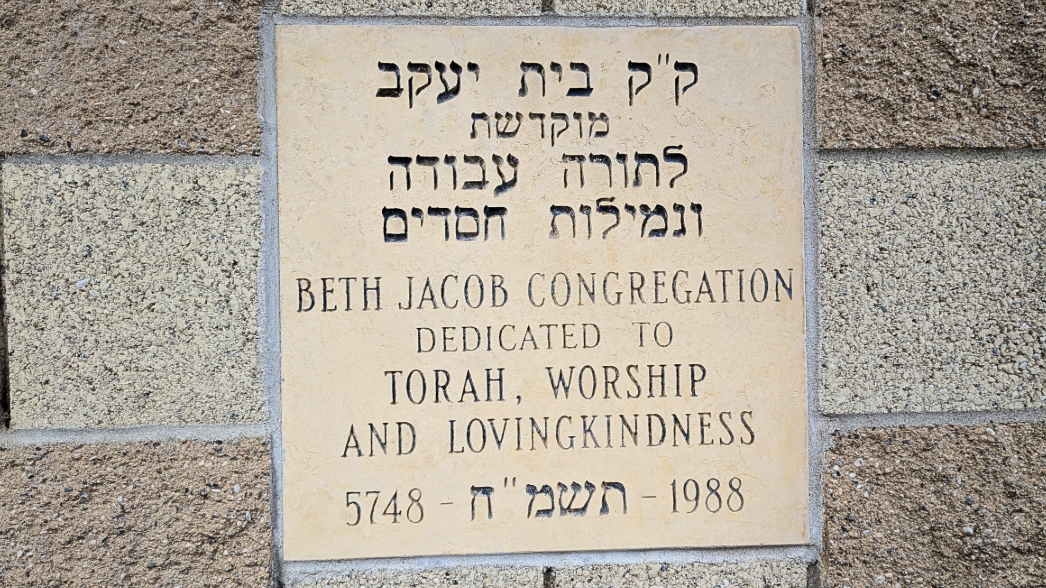 ק"ק בית יעקב
מוקדשת
לתורה עבודה
וגמילות חסדים
BETH JACOB CONGREGATION
DEDICATED TO
TORAH, WORSHIP
AND LOVINGKINDNESS
5748 - תשמ"ח - 1988